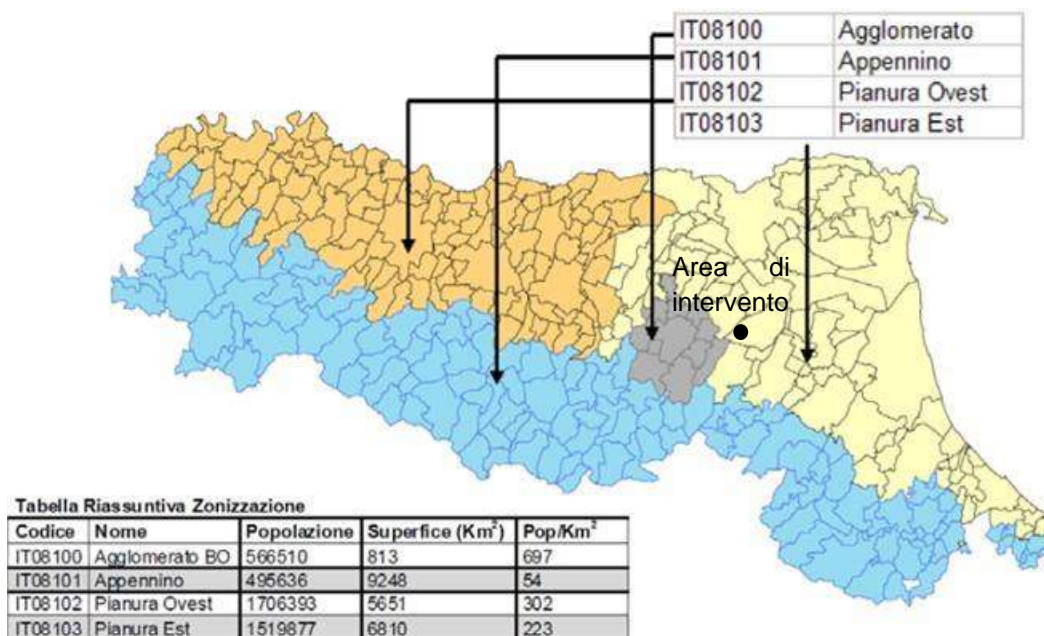 IT08100 Agglomerato
IT08101 Appennino
IT08102 Pianura Ovest
IT08103 Pianura Est
Area di
intervento
Tabella Riassuntiva Zonizzazione
Codice Nome Popolazione Superfice (Km²) Pop/Km²
IT08100 Agglomerato BO 566510 813 697
IT08101 Appennino 495636 9248 54
IT08102 Pianura Ovest 1706393 5651 302
IT08103 Pianura Est 1519877 6810 223